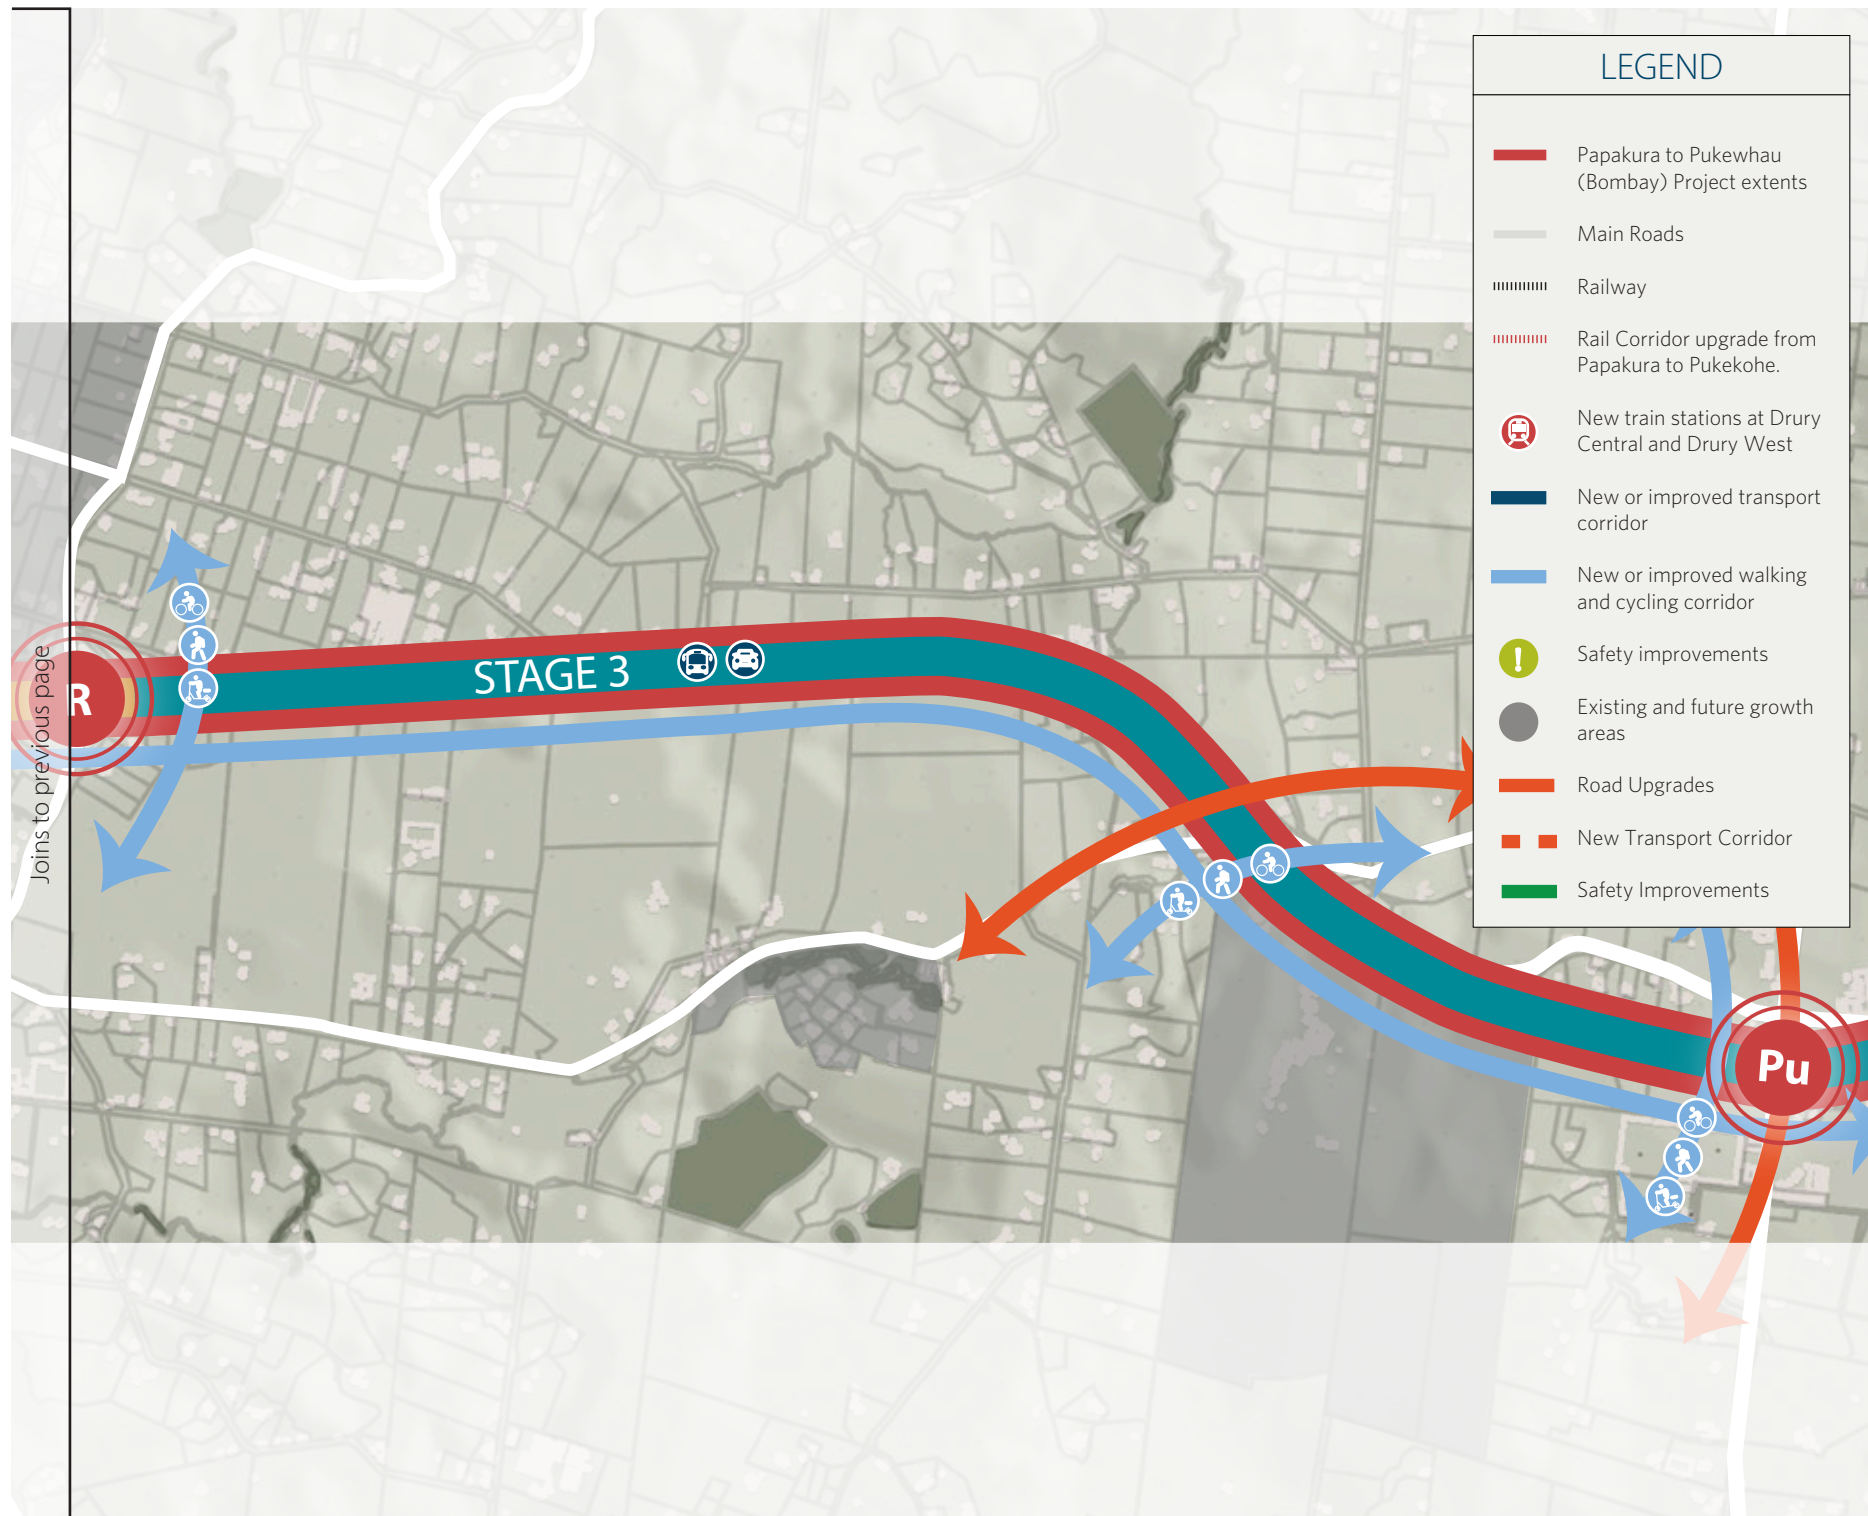 LEGEND
Papakura to Pukewhau
(Bombay) Project extents
Main Roads
Railway
Rail Corridor upgrade from
Papakura to Pukekohe.
New train stations at Drury
Central and Drury West
New or improved transport
corridor
New or improved walking
and cycling corridor
Safety improvements
Existing and future growth
areas
Road Upgrades
New Transport Corridor
Safety Improvements
STAGE 3
R
Joins to previous page
Pu